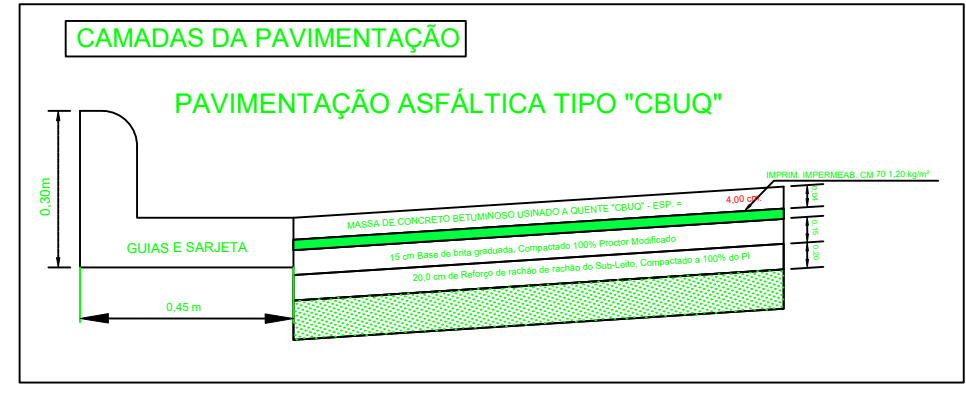 CAMADAS DA PAVIMENTAÇÃO
PAVIMENTAÇÃO ASFÁLTICA TIPO "CBUQ"
IMPRIM. IMPERMEAB. CM 70 1,20 kg/m²
0,30m
MASSA DE CONCRETO BETUMINOSO USINADO A QUENTE "CBUQ" - ESP. = 4,00 cm.
0,04
GUIAS E SARJETA
15 cm Base de brita graduada, Compactado 100% Proctor Modificado
0,15
20,0 cm de Reforço de rachão de rachão do Sub-Leito, Compactado a 100% do PI
0,20
0,45 m